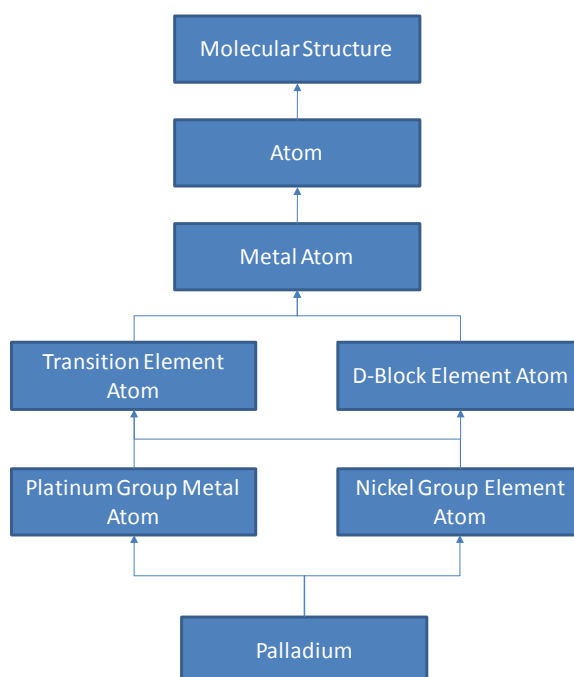 Molecular Structure
Atom
Metal Atom
Transition Element
Atom
D-Block Element Atom
Platinum Group Metal
Atom
Nickel Group Element
Atom
Palladium